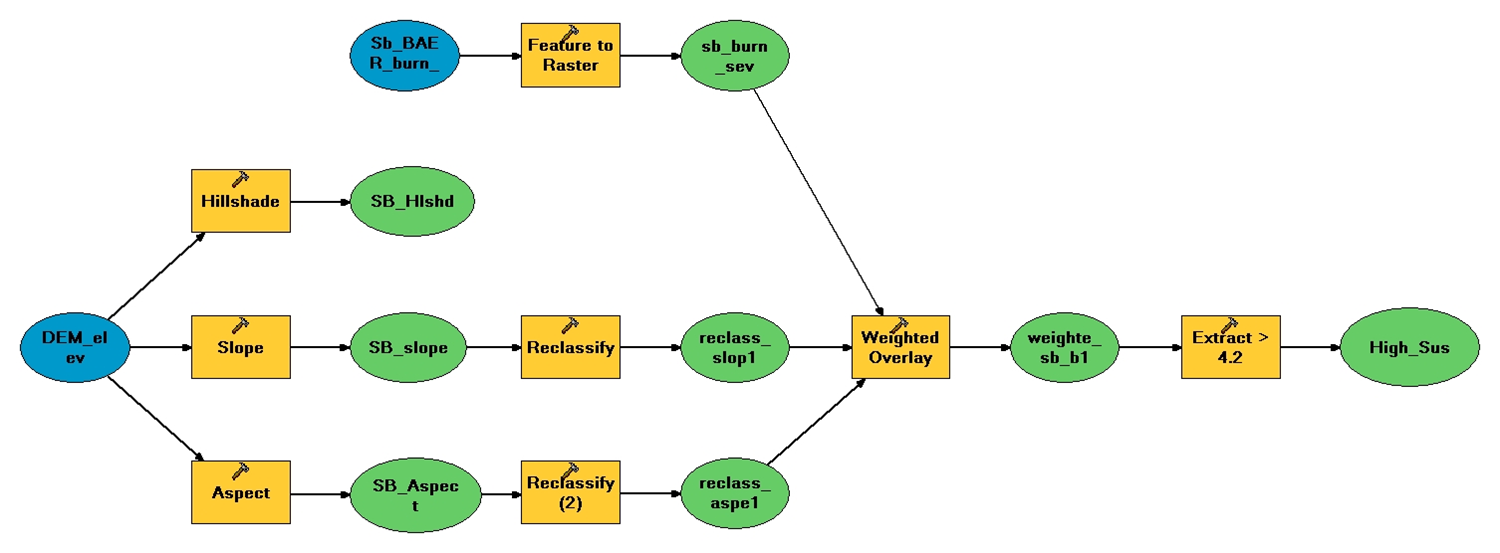 Sb_BAE
R_burn_
Feature to
Raster
sb_burn
_sev
Hillshade
SB_Hlshd
DEM_el
ev
Slope
SB_slope
Reclassify
reclass_
slop1
Weighted
Overlay
weighte_
sb_b1
Extract >
4.2
High_Sus
Aspect
SB_Aspec
t
Reclassify
(2)
reclass_
aspe1